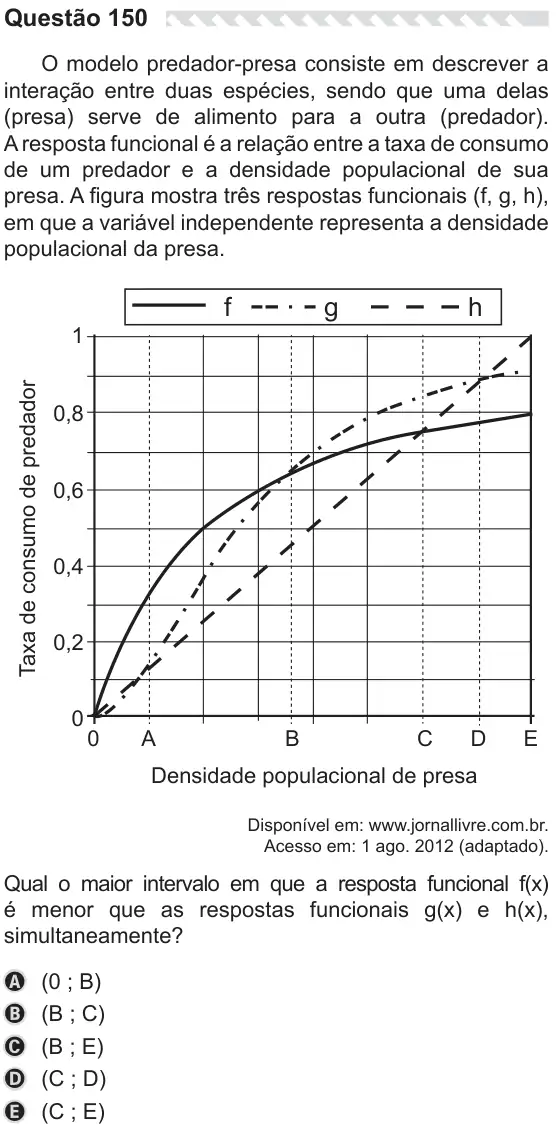 Questão 150
O modelo predador-presa consiste em descrever a
interação entre duas espécies, sendo que uma delas
(presa) serve de alimento para a outra (predador).
A resposta funcional é a relação entre a taxa de consumo
de um predador e a densidade populacional de sua
presa. A figura mostra três respostas funcionais (f, g, h),
em que a variável independente representa a densidade
populacional da presa.
f g h
1
0,8
0,6
0,4
0,2
0
Taxa de consumo de predador
0 A B C D E
Densidade populacional de presa
Disponível em: www.jornallivre.com.br.
Acesso em: 1 ago. 2012 (adaptado).
Qual o maior intervalo em que a resposta funcional f(x)
é menor que as respostas funcionais g(x) e h(x),
simultaneamente?
A (0 ; B)
B (B ; C)
C (B ; E)
D (C ; D)
E (C ; E)